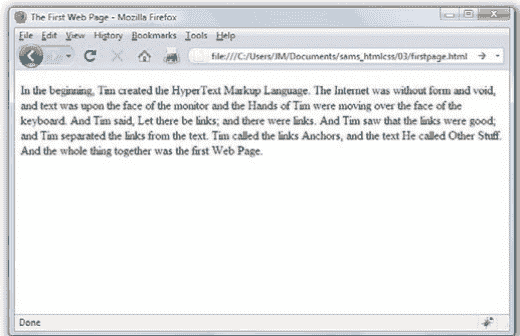 The First Web Page - Mozilla Firefox
File Edit View History Bookmarks Tools Help
file:///C:/Users/JM/Documents/sams_htmlcss/03/firstpage.html
In the beginning, Tim created the HyperText Markup Language. The Internet was without form and void,
and text was upon the face of the monitor and the Hands of Tim were moving over the face of the
keyboard. And Tim said, Let there be links; and there were links. And Tim saw that the links were good;
and Tim separated the links from the text. Tim called the links Anchors, and the text He called Other Stuff.
And the whole thing together was the first Web Page.
Done